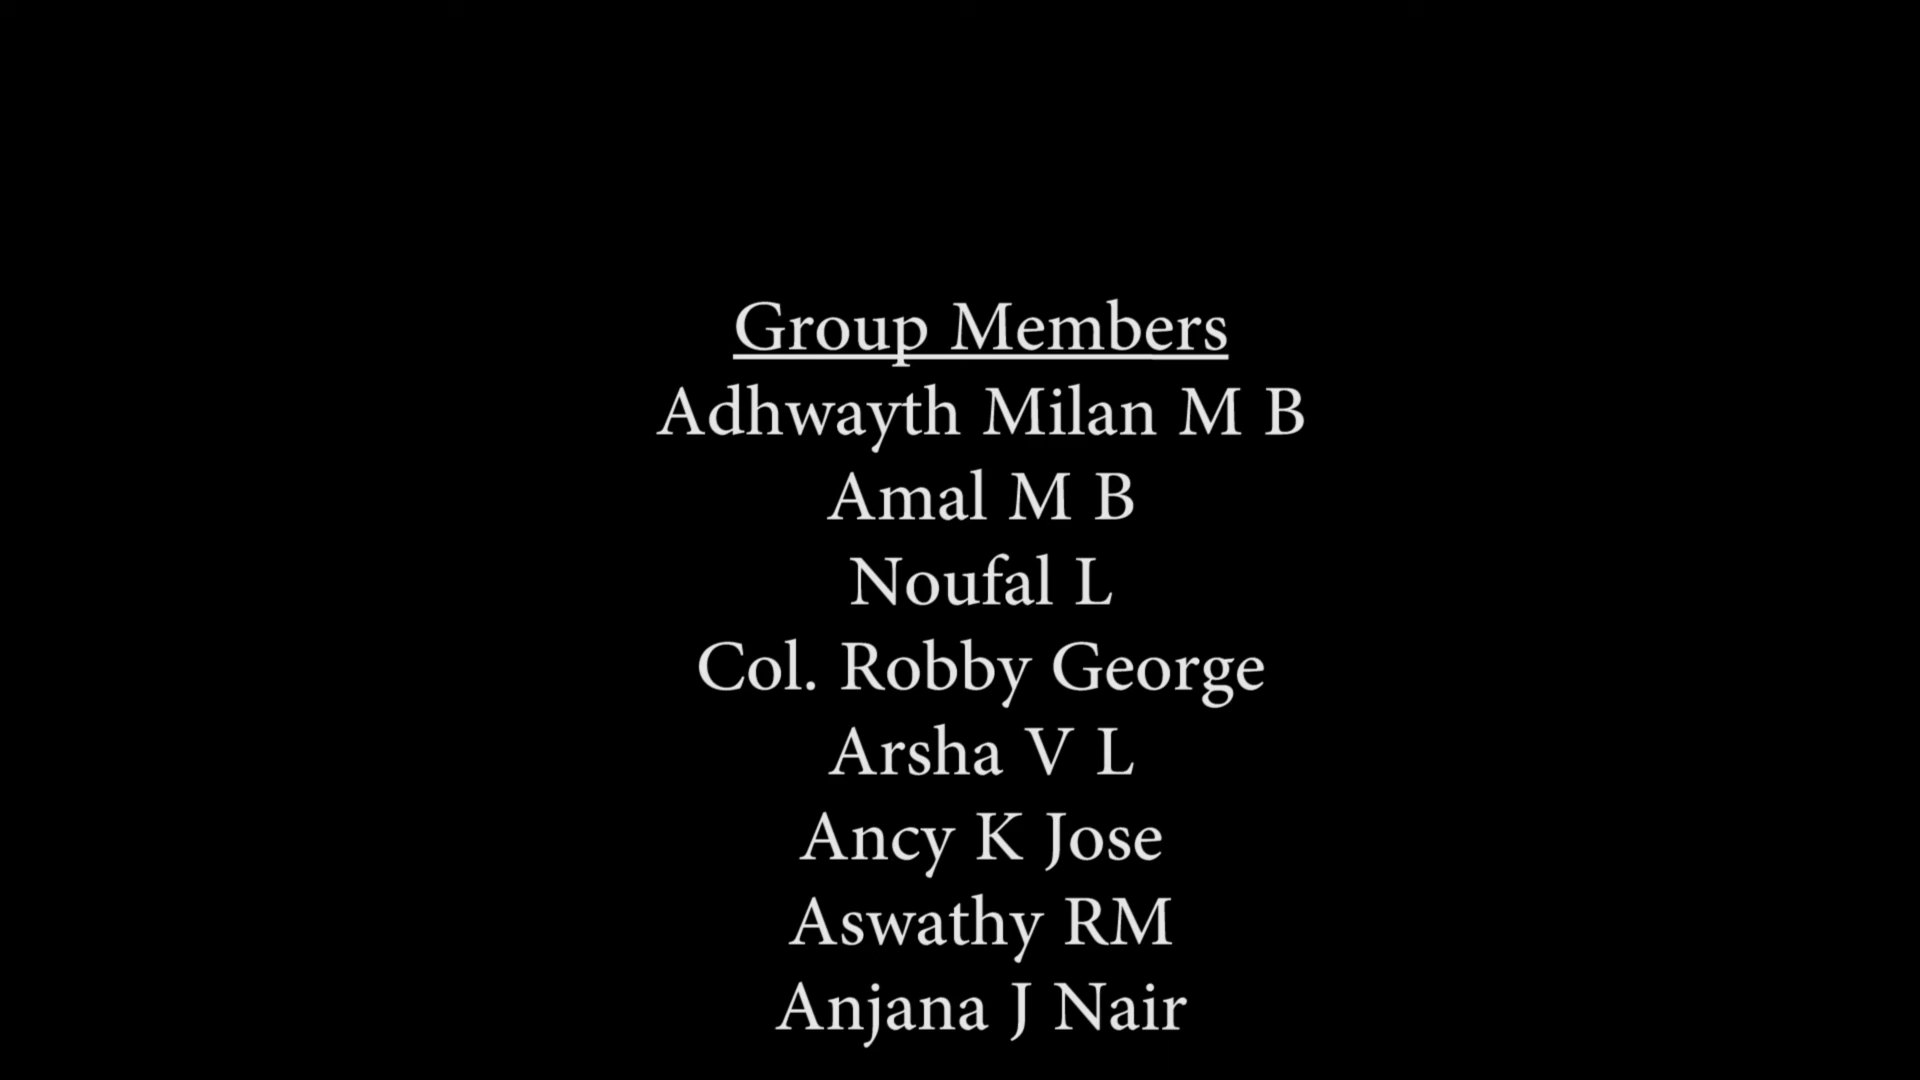 Group Members
Adhwayth Milan M B
Amal M B
Noufal L
Col. Robby George
Arsha V L
Ancy K Jose
Aswathy RM
Anjana J Nair